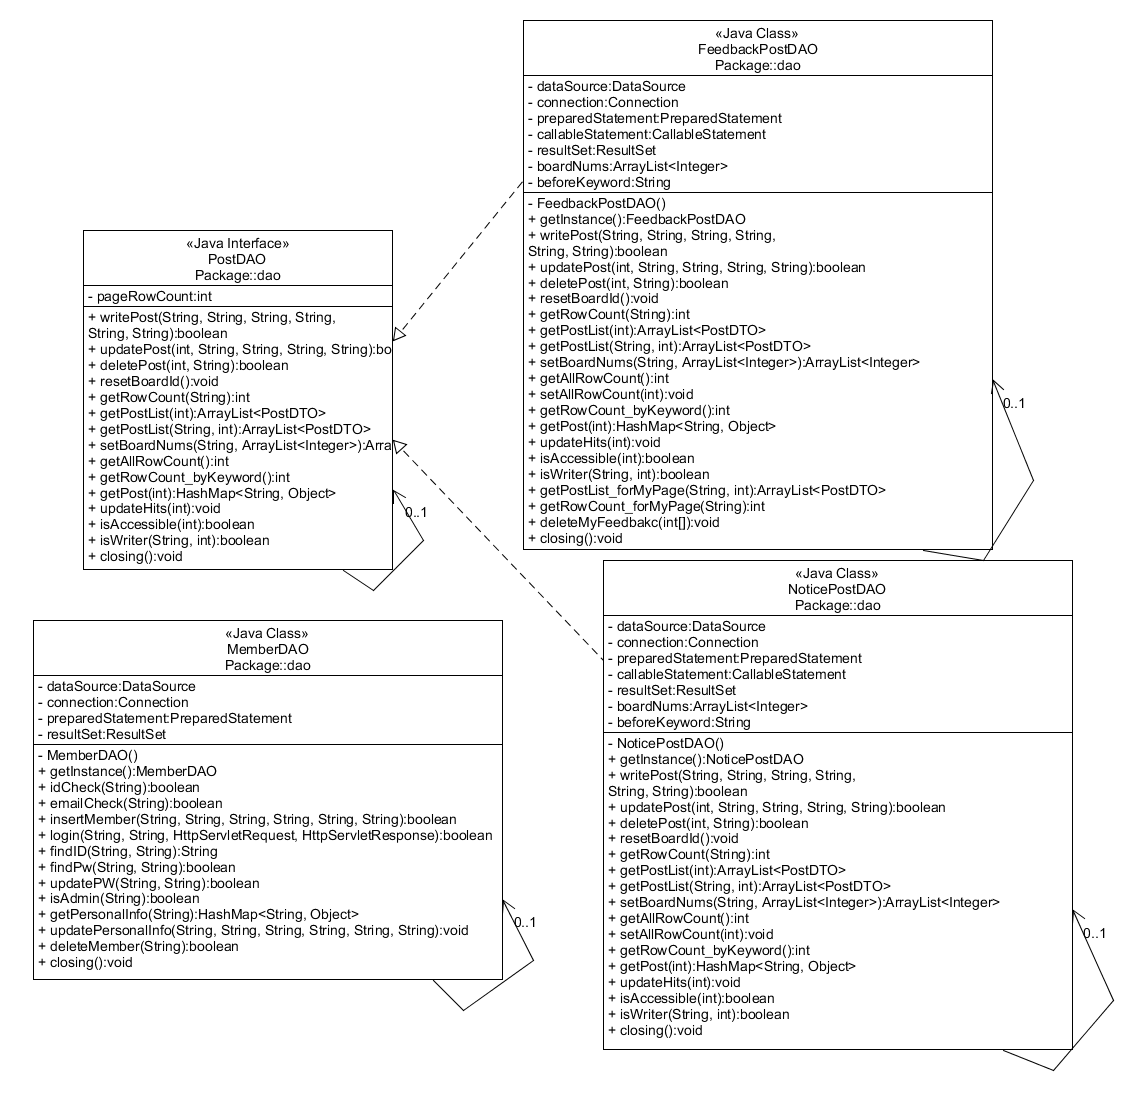 «Java Class»
FeedbackPostDAO
Package::dao
- dataSource:DataSource
- connection:Connection
- preparedStatement:PreparedStatement
- callableStatement:CallableStatement
- resultSet:ResultSet
- boardNums:ArrayList<Integer>
- beforeKeyword:String
- FeedbackPostDAO()
+ getInstance():FeedbackPostDAO
+ writePost(String, String, String, String,
String, String):boolean
+ updatePost(int, String, String, String, String):boolean
+ deletePost(int, String):boolean
+ resetBoardId():void
+ getRowCount(String):int
+ getPostList(int):ArrayList<PostDTO>
+ getPostList(String, int):ArrayList<PostDTO>
+ setBoardNums(String, ArrayList<Integer>):ArrayList<Integer>
+ getAllRowCount():int
+ setAllRowCount(int):void
+ getRowCount_byKeyword():int
+ getPost(int):HashMap<String, Object>
+ updateHits(int):void
+ isAccessible(int):boolean
+ isWriter(String, int):boolean
+ getPostList_forMyPage(String, int):ArrayList<PostDTO>
+ getRowCount_forMyPage(String):int
+ deleteMyFeedbakc(int[]):void
+ closing():void
0..1
«Java Interface»
PostDAO
Package::dao
- pageRowCount:int
+ writePost(String, String, String, String,
String, String):boolean
+ updatePost(int, String, String, String, String):bo
+ deletePost(int, String):boolean
+ resetBoardId():void
+ getRowCount(String):int
+ getPostList(int):ArrayList<PostDTO>
+ getPostList(String, int):ArrayList<PostDTO>
+ setBoardNums(String, ArrayList<Integer>):Arra
+ getAllRowCount():int
+ getRowCount_byKeyword():int
+ getPost(int):HashMap<String, Object>
+ updateHits(int):void
+ isAccessible(int):boolean
+ isWriter(String, int):boolean
+ closing():void
0..1
«Java Class»
MemberDAO
Package::dao
- dataSource:DataSource
- connection:Connection
- preparedStatement:PreparedStatement
- resultSet:ResultSet
- MemberDAO()
+ getInstance():MemberDAO
+ idCheck(String):boolean
+ emailCheck(String):boolean
+ insertMember(String, String, String, String, String, String):boolean
+ login(String, String, HttpServletRequest, HttpServletResponse):boolean
+ findID(String, String):String
+ findPw(String, String):boolean
+ updatePW(String, String):boolean
+ isAdmin(String):boolean
+ getPersonalInfo(String):HashMap<String, Object>
+ updatePersonalInfo(String, String, String, String, String, String):void
+ deleteMember(String):boolean
+ closing():void
0..1
«Java Class»
NoticePostDAO
Package::dao
- dataSource:DataSource
- connection:Connection
- preparedStatement:PreparedStatement
- callableStatement:CallableStatement
- resultSet:ResultSet
- boardNums:ArrayList<Integer>
- beforeKeyword:String
- NoticePostDAO()
+ getInstance():NoticePostDAO
+ writePost(String, String, String, String,
String, String):boolean
+ updatePost(int, String, String, String, String):boolean
+ deletePost(int, String):boolean
+ resetBoardId():void
+ getRowCount(String):int
+ getPostList(int):ArrayList<PostDTO>
+ getPostList(String, int):ArrayList<PostDTO>
+ setBoardNums(String, ArrayList<Integer>):ArrayList<Integer>
+ getAllRowCount():int
+ setAllRowCount(int):void
+ getRowCount_byKeyword():int
+ getPost(int):HashMap<String, Object>
+ updateHits(int):void
+ isAccessible(int):boolean
+ isWriter(String, int):boolean
+ closing():void
0..1